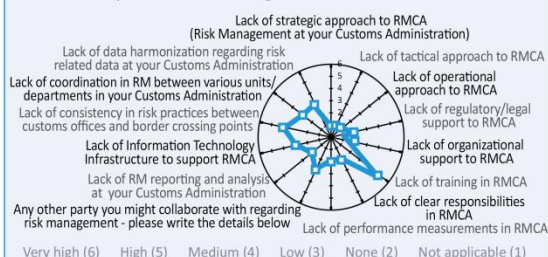 Lack of strategic approach to RMCA
(Risk Management at your Customs Administration)
Lack of data harmonization regarding risk
related data at your Customs Administration
Lack of tactical approach to RMCA
Lack of coordination in RM between various units/
departments in your Customs Administration
Lack of operational
approach to RMCA
Lack of consistency in risk practices between
customs offices and border crossing points
Lack of regulatory/legal
support to RMCA
Lack of Information Technology
Infrastructure to support RMCA
Lack of organizational
support to RMCA
Lack of RM reporting and analysis
at your Customs Administration
Lack of training in RMCA
Any other party you might collaborate with regarding
risk management - please write the details below
Lack of clear responsibilities
in RMCA
Lack of performance measurements in RMCA
6
5
4
3
2
1
Very high (6) High (5) Medium (4) Low (3) None (2) Not applicable (1)